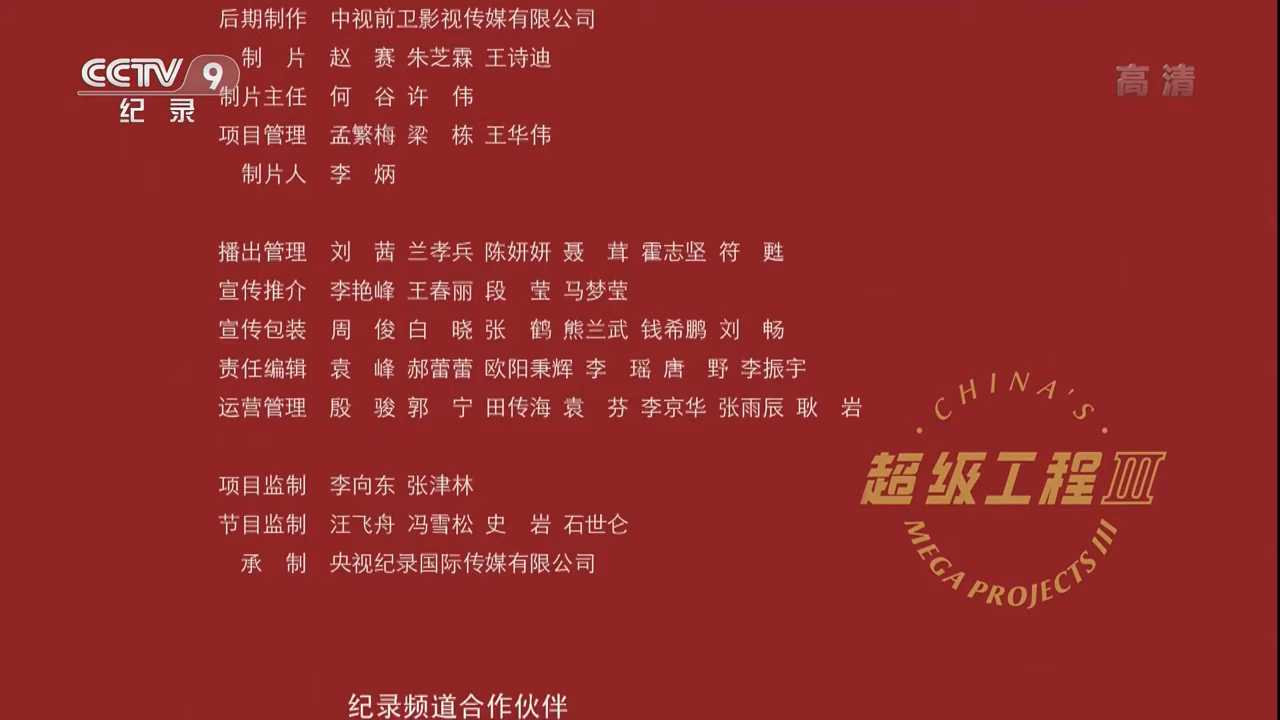 后期制作 中视前卫影视传媒有限公司
制 片 赵 赛 朱芝霖 王诗迪
CCTV 9
纪 录
高清
制片主任 何 谷 许 伟
项目管理 孟繁梅 梁 栋 王华伟
制片人 李 炳
播出管理 刘 茜 兰孝兵 陈妍妍 聂 茸 霍志坚 符 甦
宣传推介 李艳峰 王春丽 段 莹 马梦莹
宣传包装 周 俊 白 晓 张 鹤 熊兰武 钱希鹏 刘 畅
责任编辑 袁 峰 郝蕾蕾 欧阳秉辉 李 瑶 唐 野 李振宇
运营管理 殷 骏 郭 宁 田传海 袁 芬 李京华 张雨辰 耿 岩
项目监制 李向东 张津林
节目监制 汪飞舟 冯雪松 史 岩 石世仑
承 制 央视纪录国际传媒有限公司
· CHINA'S ·
超级工程III
MEGA PROJECTS III
纪录频道合作伙伴